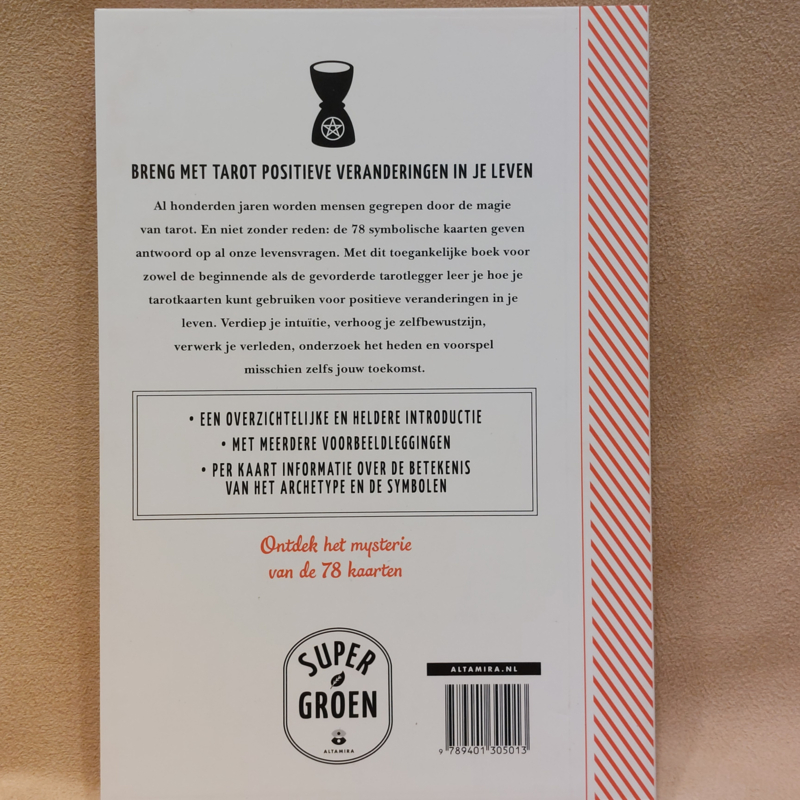 BRENG MET TAROT POSITIEVE VERANDERINGEN IN JE LEVEN
Al honderden jaren worden mensen gegrepen door de magie
van tarot. En niet zonder reden: de 78 symbolische kaarten geven
antwoord op al onze levensvragen. Met dit toegankelijke boek voor
zowel de beginnende als de gevorderde tarotlegger leer je hoe je
tarotkaarten kunt gebruiken voor positieve veranderingen in je
leven. Verdiep je intuïtie, verhoog je zelfbewustzijn,
verwerk je verleden, onderzoek het heden en voorspel
misschien zelfs jouw toekomst.
• EEN OVERZICHTELIJKE EN HELDERE INTRODUCTIE
• MET MEERDERE VOORBEELDLEGGINGEN
• PER KAART INFORMATIE OVER DE BETEKENIS
VAN HET ARCHETYPE EN DE SYMBOLEN
Ontdek het mysterie
van de 78 kaarten
SUPER
GROEN
ALTAMIRA
ALTAMIRA.NL
9 789401 305013